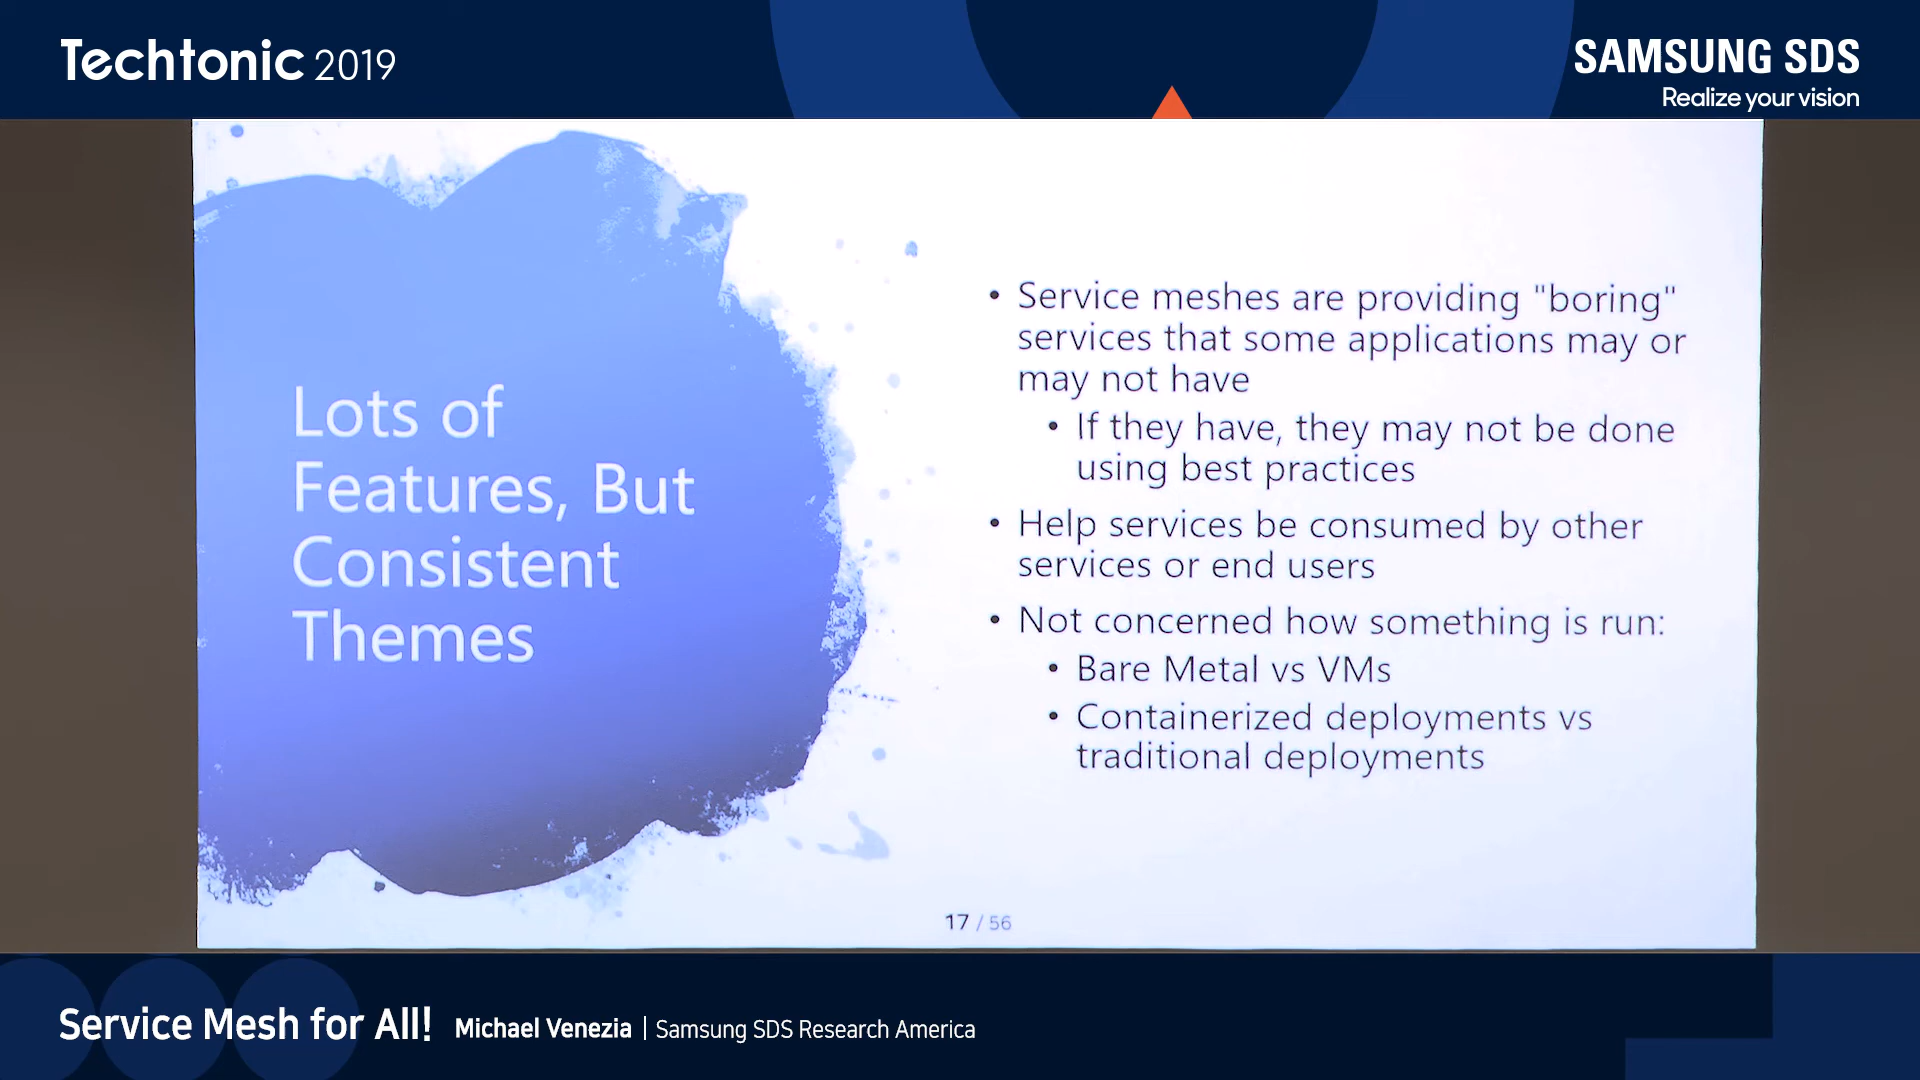 Techtonic 2019
SAMSUNG SDS
Realize your vision
Lots of
Features, But
Consistent
Themes
• Service meshes are providing "boring"
services that some applications may or
may not have
• If they have, they may not be done
using best practices
• Help services be consumed by other
services or end users
• Not concerned how something is run:
• Bare Metal vs VMs
• Containerized deployments vs
traditional deployments
17 / 56
Service Mesh for All! Michael Venezia | Samsung SDS Research America